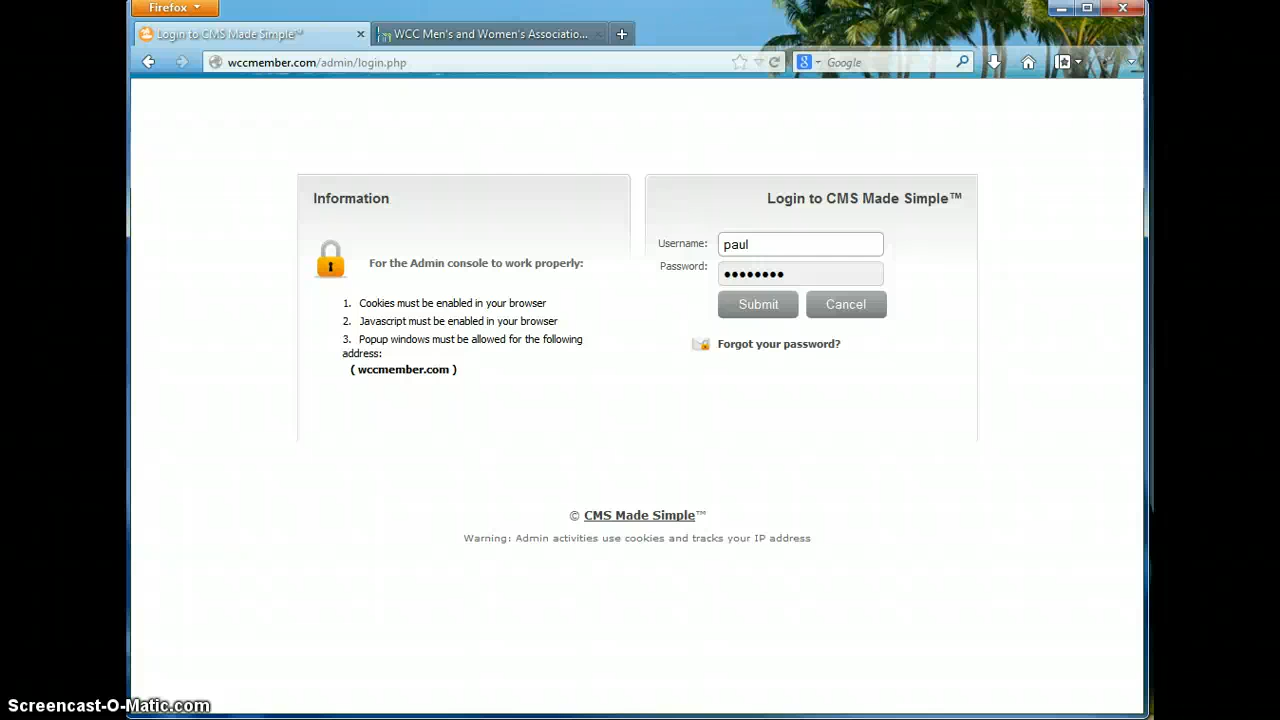 Firefox
Login to CMS Made Simple™
WCC Men's and Women's Associatio...
wccmember.com/admin/login.php
Google
Information
For the Admin console to work properly:
1. Cookies must be enabled in your browser
2. Javascript must be enabled in your browser
3. Popup windows must be allowed for the following
address:
( wccmember.com )
Login to CMS Made Simple™
Username: paul
Password: ••••••••
Submit Cancel
Forgot your password?
© CMS Made Simple™
Warning: Admin activities use cookies and tracks your IP address
Screencast-O-Matic.com